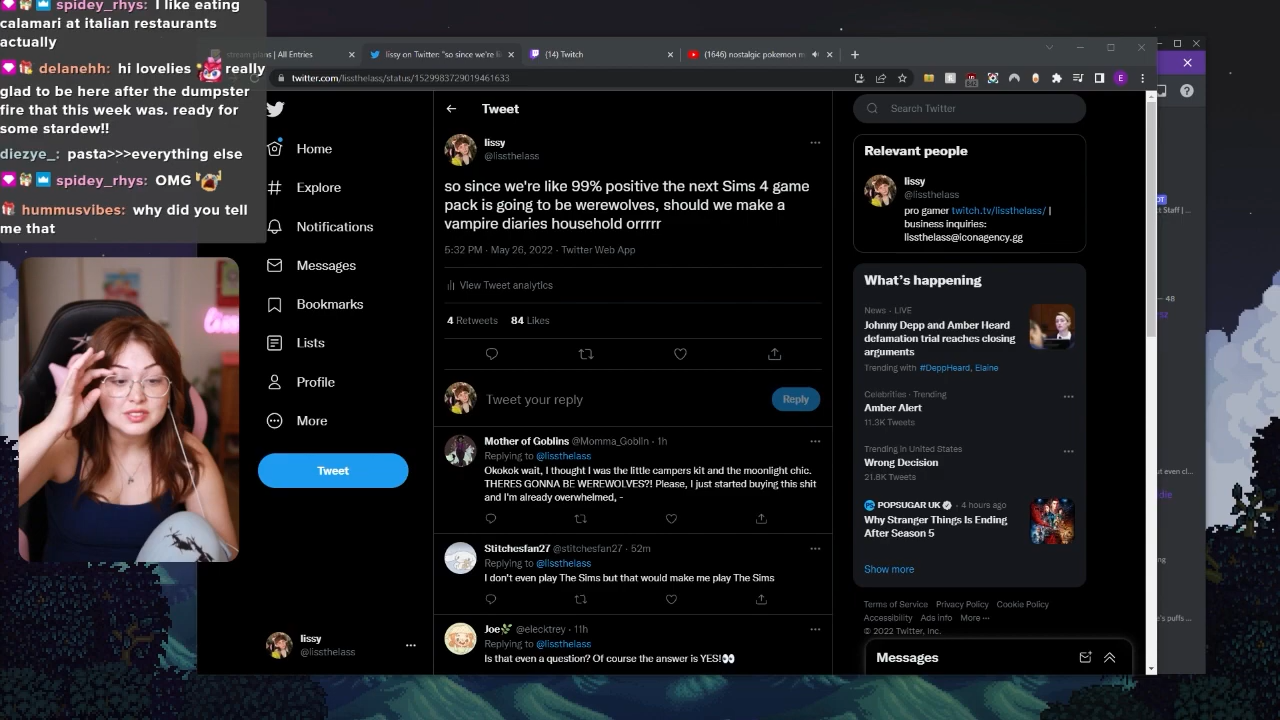 spidey_rhys: I like eating
calamari at italian restaurants
actually
delanehh: hi lovelies really
glad to be here after the dumpster
fire that this week was. ready for
some stardew!!
diezye_: pasta>>>everything else
spidey_rhys: OMG
hummusvibes: why did you tell
me that
stream plans | All Entries
lissy on Twitter: "so since we're li
(14) Twitch
(1646) nostalgic pokemon m
twitter.com/lissthelass/status/1529983729019461633
Home
Explore
Notifications
Messages
Bookmarks
Lists
Profile
More
Tweet
lissy
@lissthelass
Tweet
lissy
@lissthelass
so since we're like 99% positive the next Sims 4 game
pack is going to be werewolves, should we make a
vampire diaries household orrrrr
5:32 PM · May 26, 2022 · Twitter Web App
View Tweet analytics
4 Retweets 84 Likes
Tweet your reply
Reply
Mother of Goblins @Momma_Goblin · 1h
Replying to @lissthelass
Okokok wait, I thought I was the little campers kit and the moonlight chic.
THERES GONNA BE WEREWOLVES?! Please, I just started buying this shit
and I'm already overwhelmed, -
Stitchesfan27 @stitchesfan27 · 52m
Replying to @lissthelass
I don't even play The Sims but that would make me play The Sims
Joe @elecktrey · 11h
Replying to @lissthelass
Is that even a question? Of course the answer is YES!
Search Twitter
Relevant people
lissy
@lissthelass
pro gamer twitch.tv/lissthelass/ |
business inquiries:
lissthelass@iconagency.gg
What's happening
News · LIVE
Johnny Depp and Amber Heard
defamation trial reaches closing
arguments
Trending with #DeppHeard, Elaine
Celebrities · Trending
Amber Alert
11.3K Tweets
Trending in United States
Wrong Decision
21.8K Tweets
POPSUGAR UK · 4 hours ago
Why Stranger Things Is Ending
After Season 5
Show more
Terms of Service Privacy Policy Cookie Policy
Accessibility Ads info More ···
© 2022 Twitter, Inc.
Messages
t Staff |...
— 48